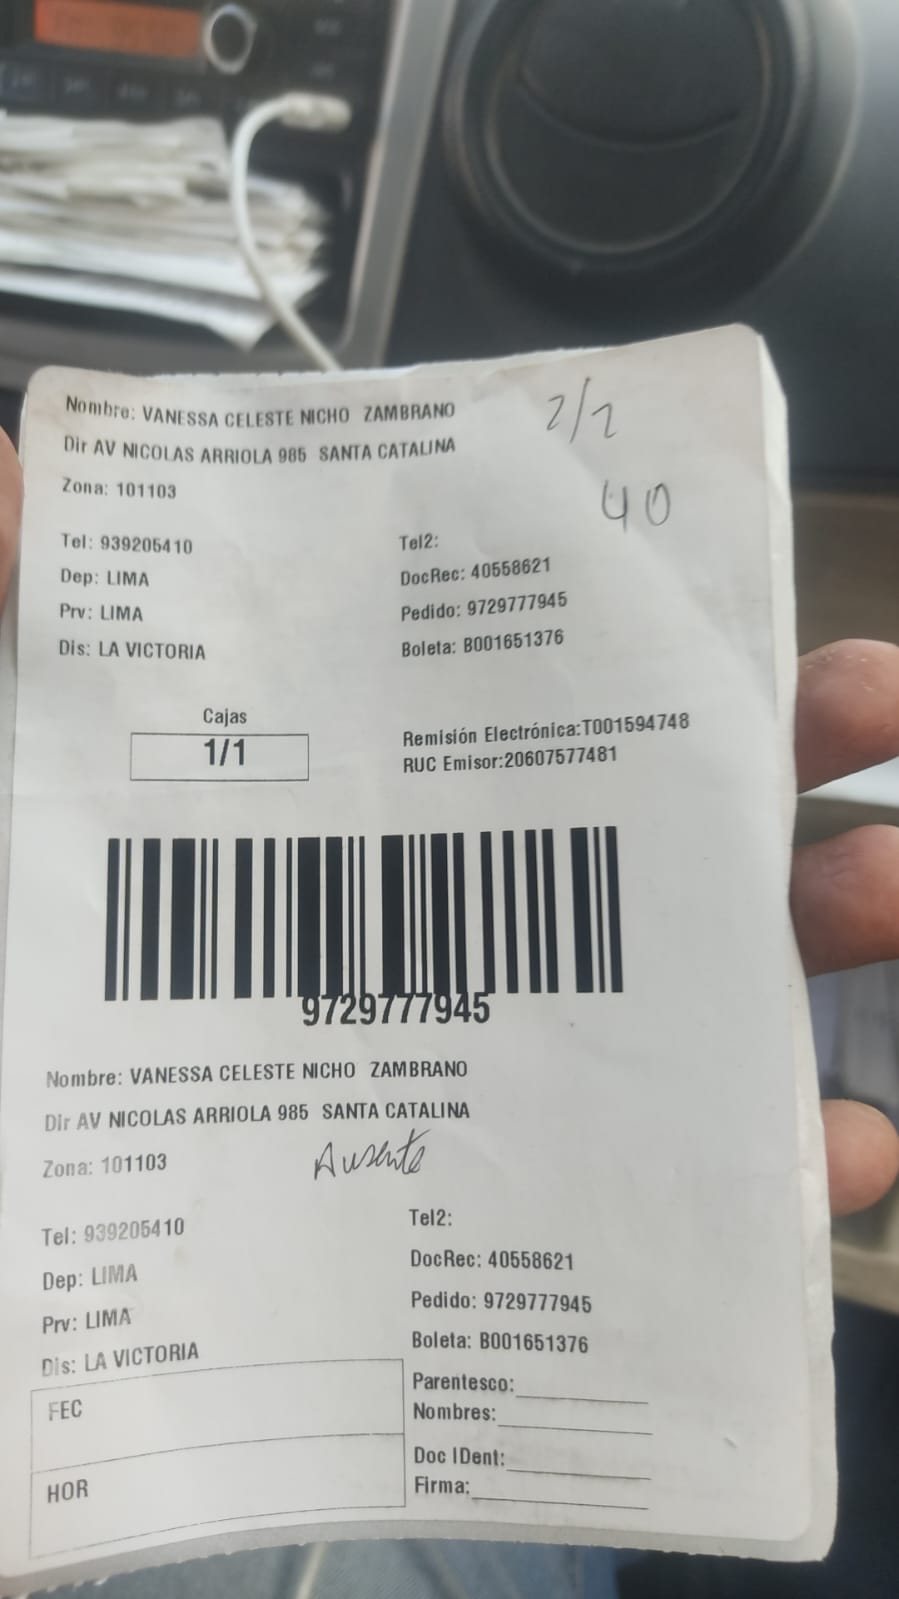 Nombre: VANESSA CELESTE NICHO ZAMBRANO
2/2
Dir AV NICOLAS ARRIOLA 985 SANTA CATALINA
Zona: 101103
40
Tel: 939205410
Tel2:
Dep: LIMA
DocRec: 40558621
Prv: LIMA
Pedido: 9729777945
Dis: LA VICTORIA
Boleta: B001651376
Cajas
1/1
Remisión Electrónica:T001594748
RUC Emisor:20607577481
9729777945
Nombre: VANESSA CELESTE NICHO ZAMBRANO
Dir AV NICOLAS ARRIOLA 985 SANTA CATALINA
Zona: 101103
Ausente
Tel: 939205410
Tel2:
Dep: LIMA
DocRec: 40558621
Prv: LIMA
Pedido: 9729777945
Dis: LA VICTORIA
Boleta: B001651376
FEC
Parentesco:
Nombres:
HOR
Doc IDent:
Firma: